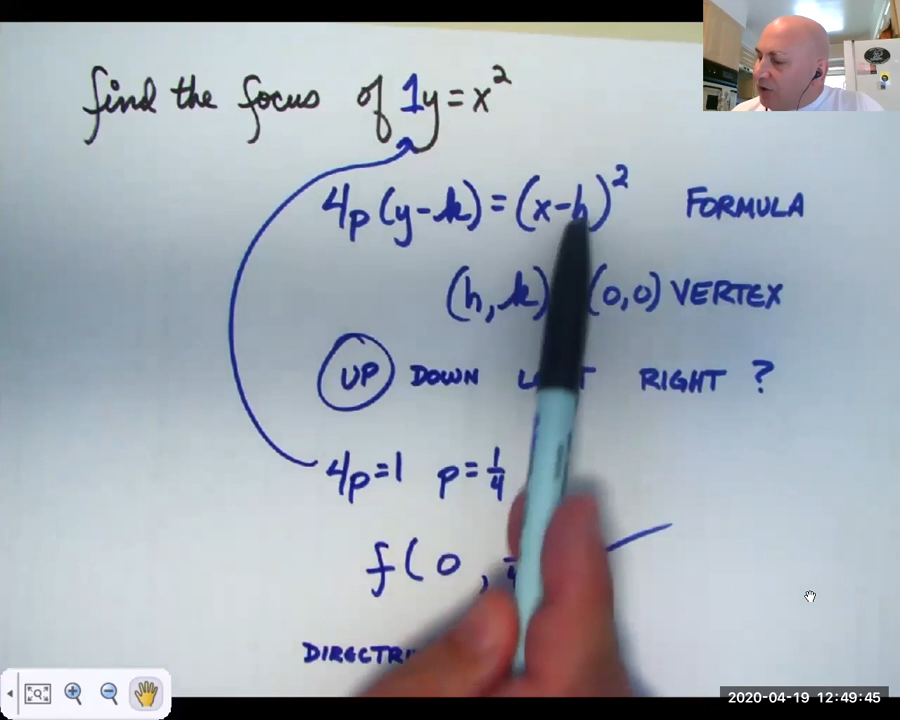 find the focus of 1y = x²
4p(y-k) = (x-h)² FORMULA
(h, k) (0,0) VERTEX
UP DOWN RIGHT ?
4p=1 p=1/4
f(0,
2020-04-19 12:49:45